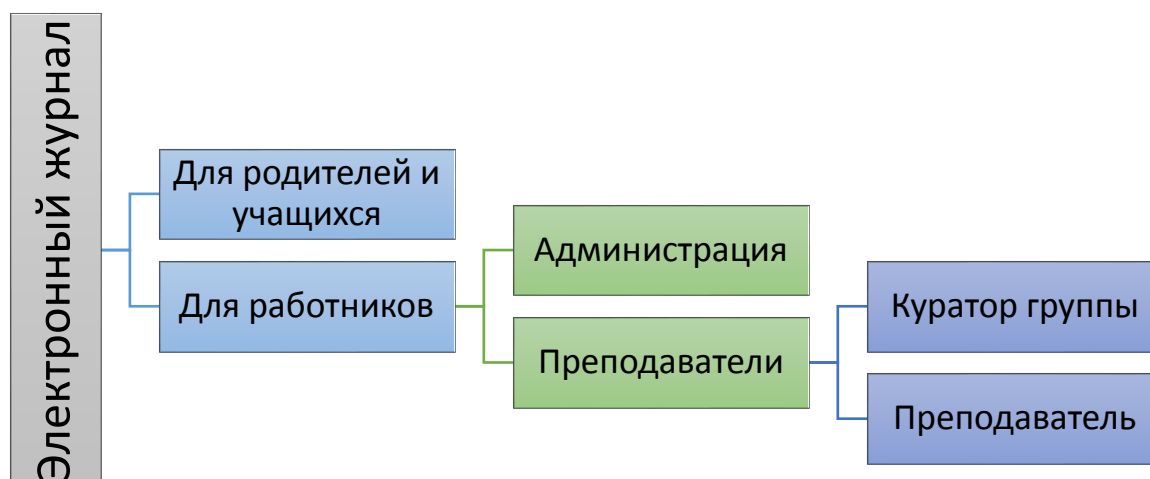 Электронный журнал
Для родителей и
учащихся
Для работников
Администрация
Преподаватели
Куратор группы
Преподаватель